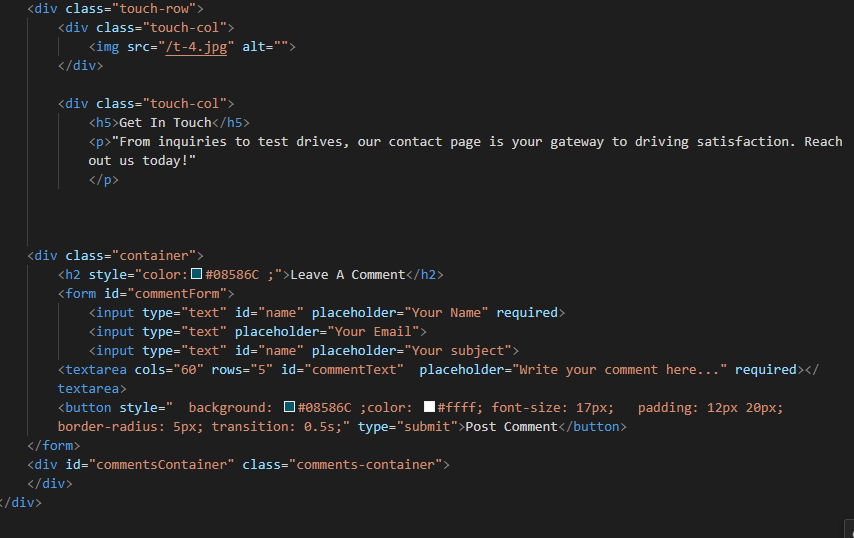 <div class="touch-row">
<div class="touch-col">
<img src="/t-4.jpg" alt="">
</div>
<div class="touch-col">
<h5>Get In Touch</h5>
<p>"From inquiries to test drives, our contact page is your gateway to driving satisfaction. Reach
out us today!"
</p>
<div class="container">
<h2 style="color:#08586C ;">Leave A Comment</h2>
<form id="commentForm">
<input type="text" id="name" placeholder="Your Name" required>
<input type="text" placeholder="Your Email">
<input type="text" id="name" placeholder="Your subject">
<textarea cols="60" rows="5" id="commentText"  placeholder="Write your comment here..." required></
textarea>
<button style="  background: #08586C ;color: #ffff; font-size: 17px;   padding: 12px 20px;
border-radius: 5px; transition: 0.5s;" type="submit">Post Comment</button>
</form>
<div id="commentsContainer" class="comments-container">
</div>
</div>